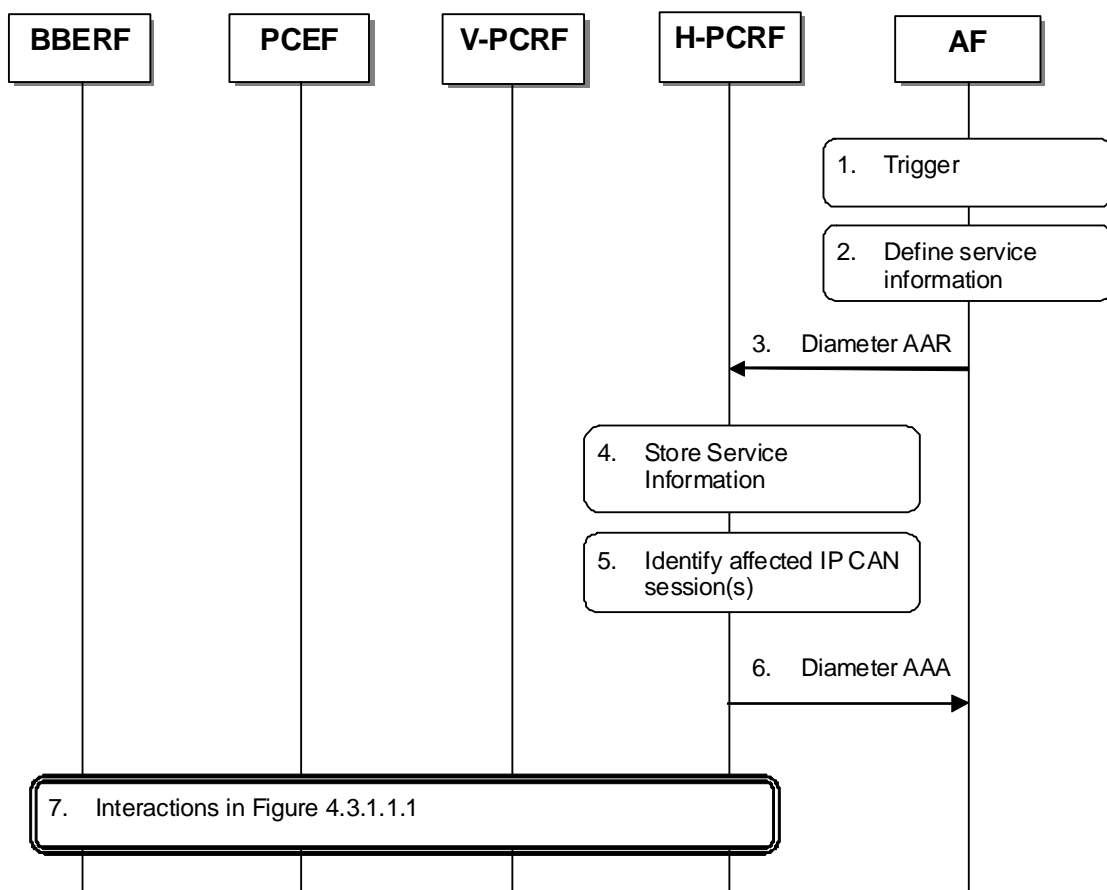 BBERF
PCEF
V-PCRF
H-PCRF
AF
1. Trigger
2. Define service
information
3. Diameter AAR
4. Store Service
Information
5. Identify affected IP CAN
session(s)
6. Diameter AAA
7. Interactions in Figure 4.3.1.1.1